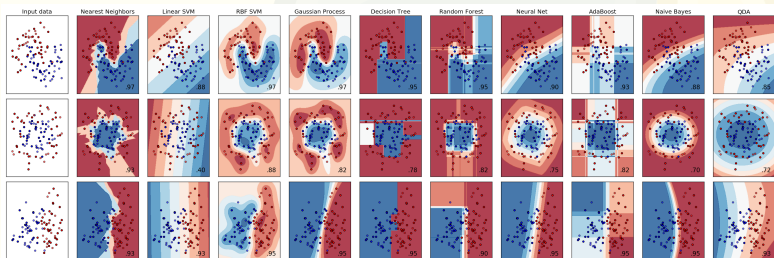 Input data Nearest Neighbors Linear SVM RBF SVM Gaussian Process Decision Tree Random Forest Neural Net AdaBoost Naive Bayes QDA
.97 .88 .97 .97 .95 .95 .90 .93 .88 .85
.93 .40 .88 .82 .78 .82 .75 .82 .70 .72
.93 .93 .95 .95 .95 .90 .95 .95 .95 .93